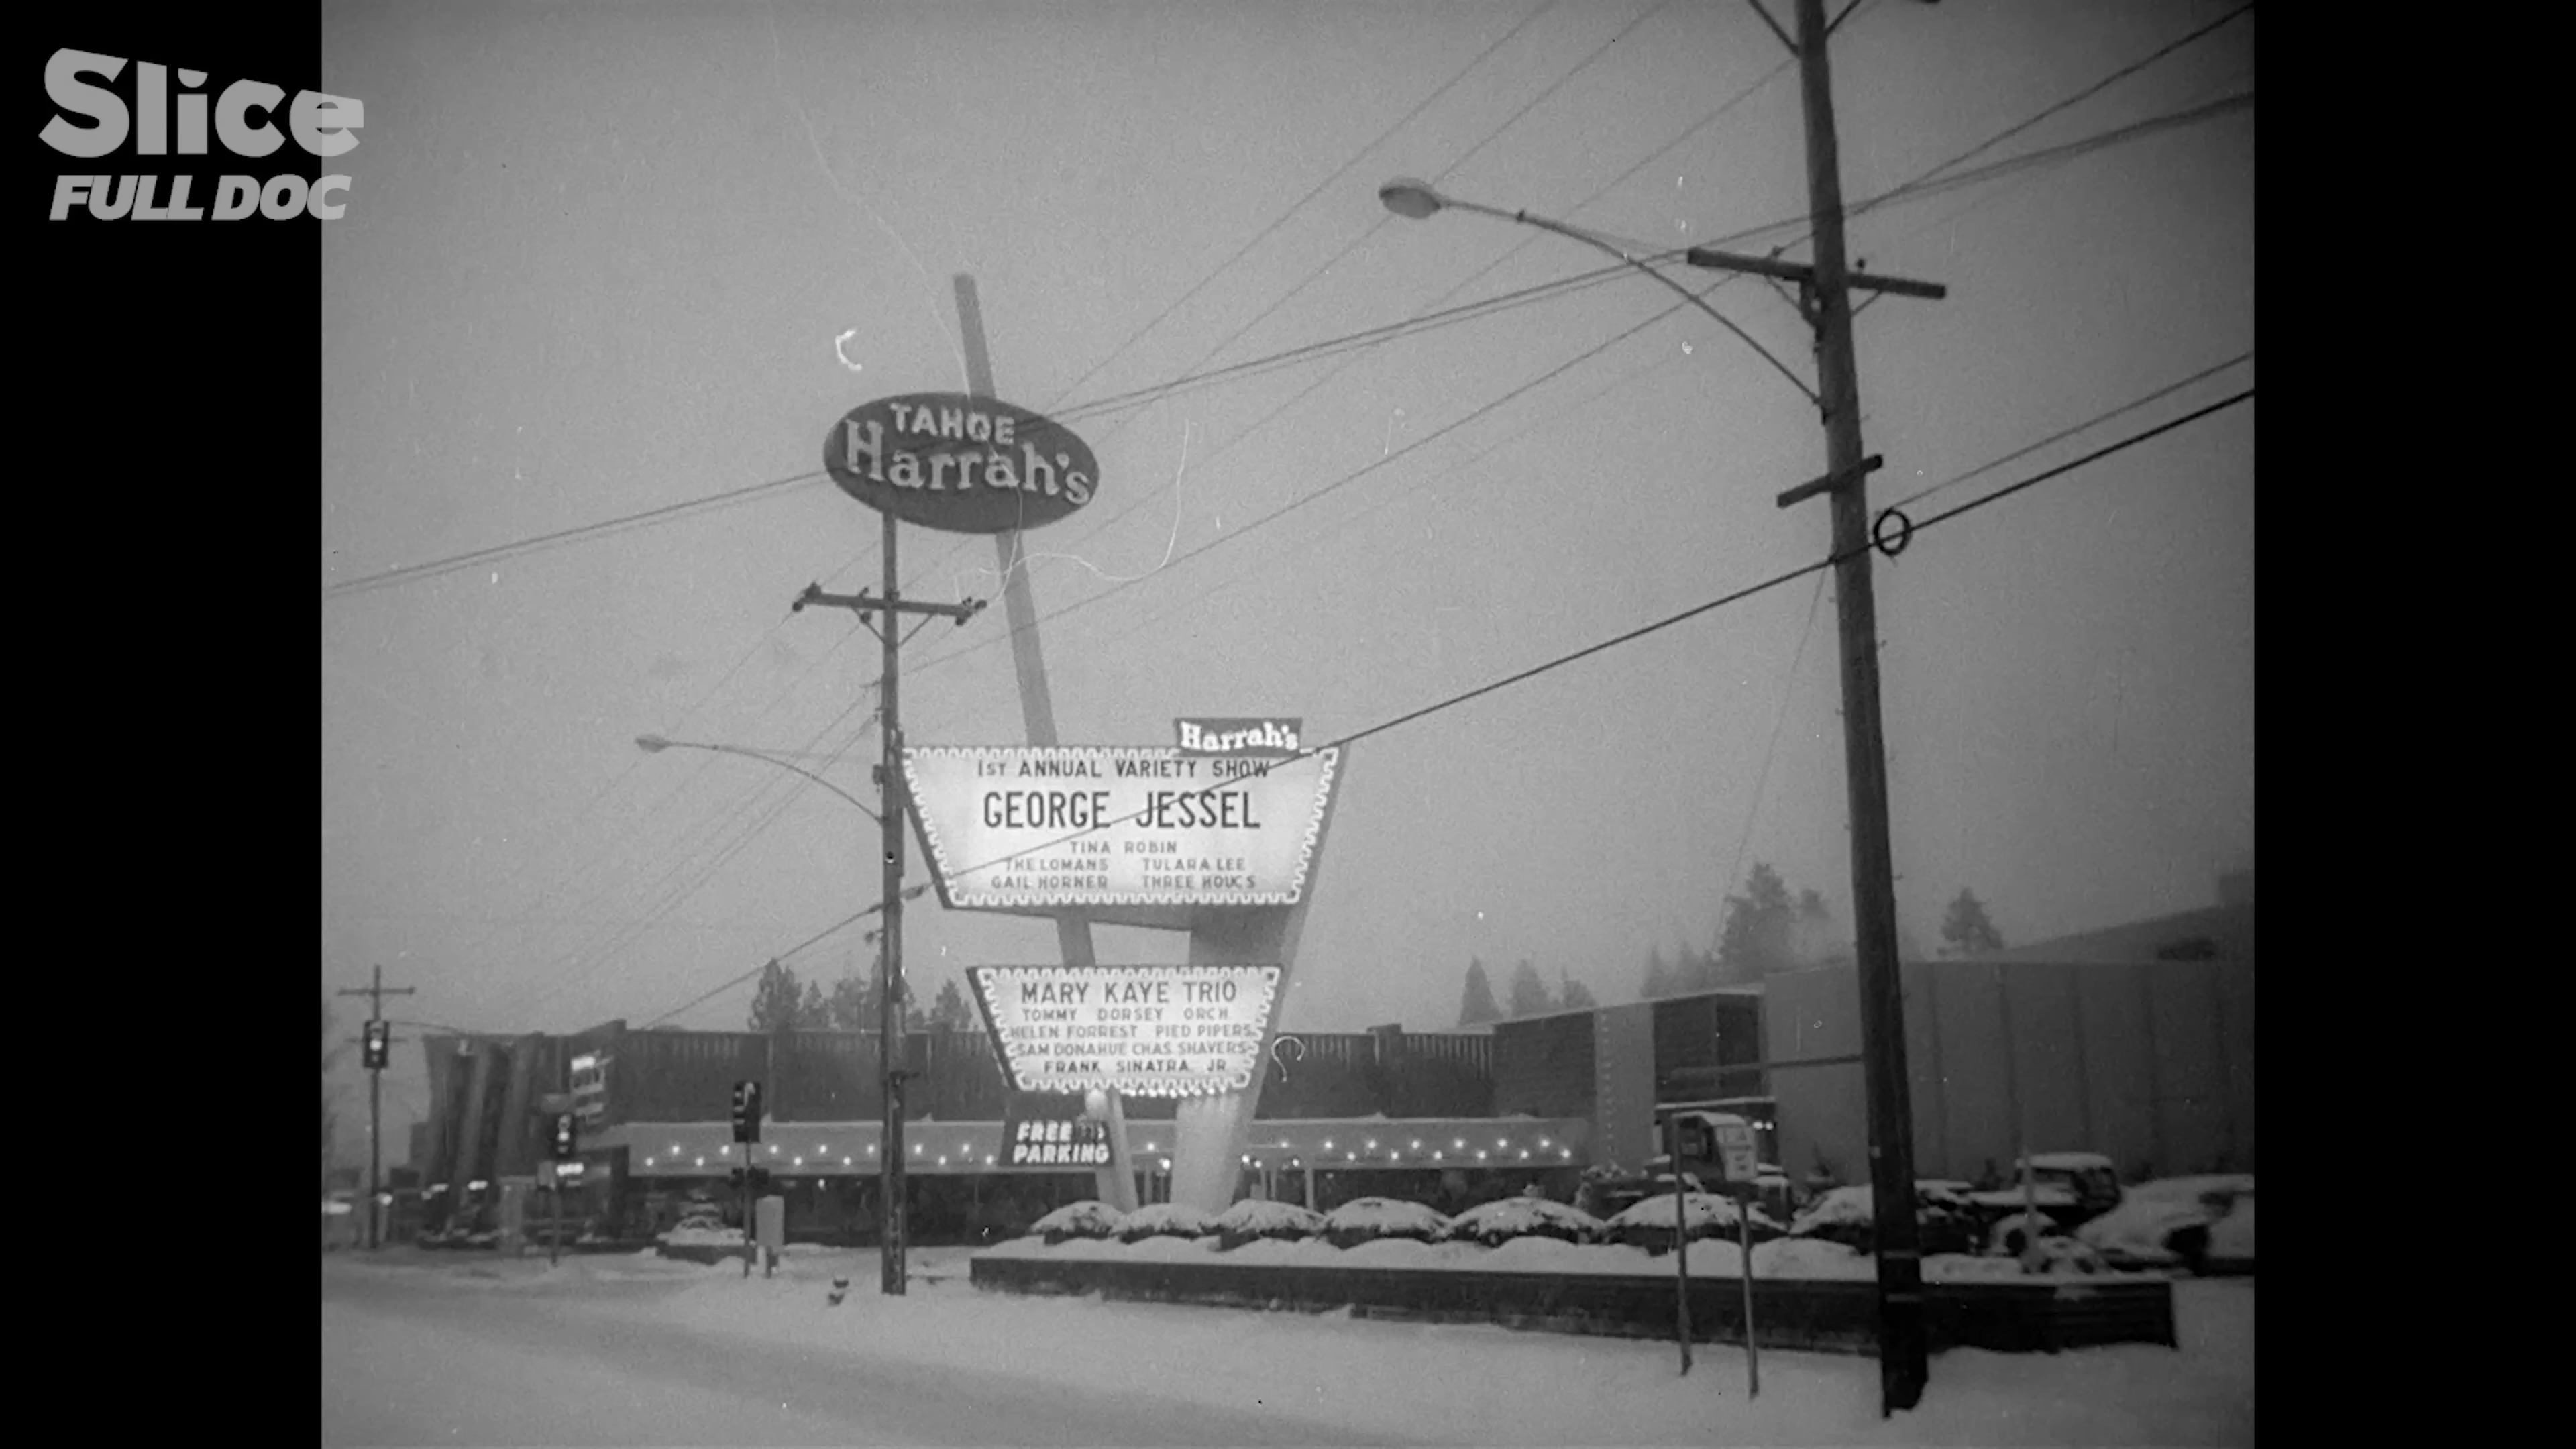 Slice
FULL DOC
TAHOE
Harrah's
Harrah's
1ST ANNUAL VARIETY SHOW
GEORGE JESSEL
TINA ROBIN
THE LOMANS TULARA LEE
GAIL HORNER THREE HOUCS
MARY KAYE TRIO
TOMMY DORSEY ORCH
HELEN FORREST PIED PIPERS
SAM DONAHUE CHAS SHAVERS
FRANK SINATRA JR
FREE
PARKING